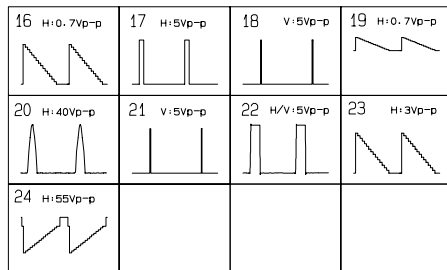 16 H:0.7Vp-p
17 H:5Vp-p
18 V:5Vp-p
19 H:0.7Vp-p
20 H:40Vp-p
21 V:5Vp-p
22 H/V:5Vp-p
23 H:3Vp-p
24 H:55Vp-p